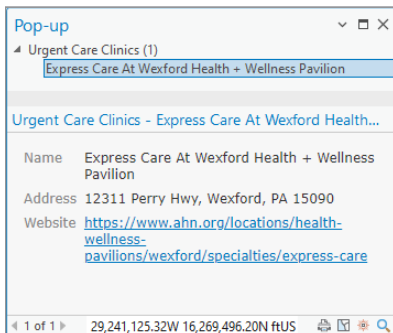 Pop-up
Urgent Care Clinics (1)
Express Care At Wexford Health + Wellness Pavilion
Urgent Care Clinics - Express Care At Wexford Health...
Name Express Care At Wexford Health + Wellness
Pavilion
Address 12311 Perry Hwy, Wexford, PA 15090
Website https://www.ahn.org/locations/health-
wellness-
pavilions/wexford/specialties/express-care
1 of 1 29,241,125.32W 16,269,496.20N ftUS